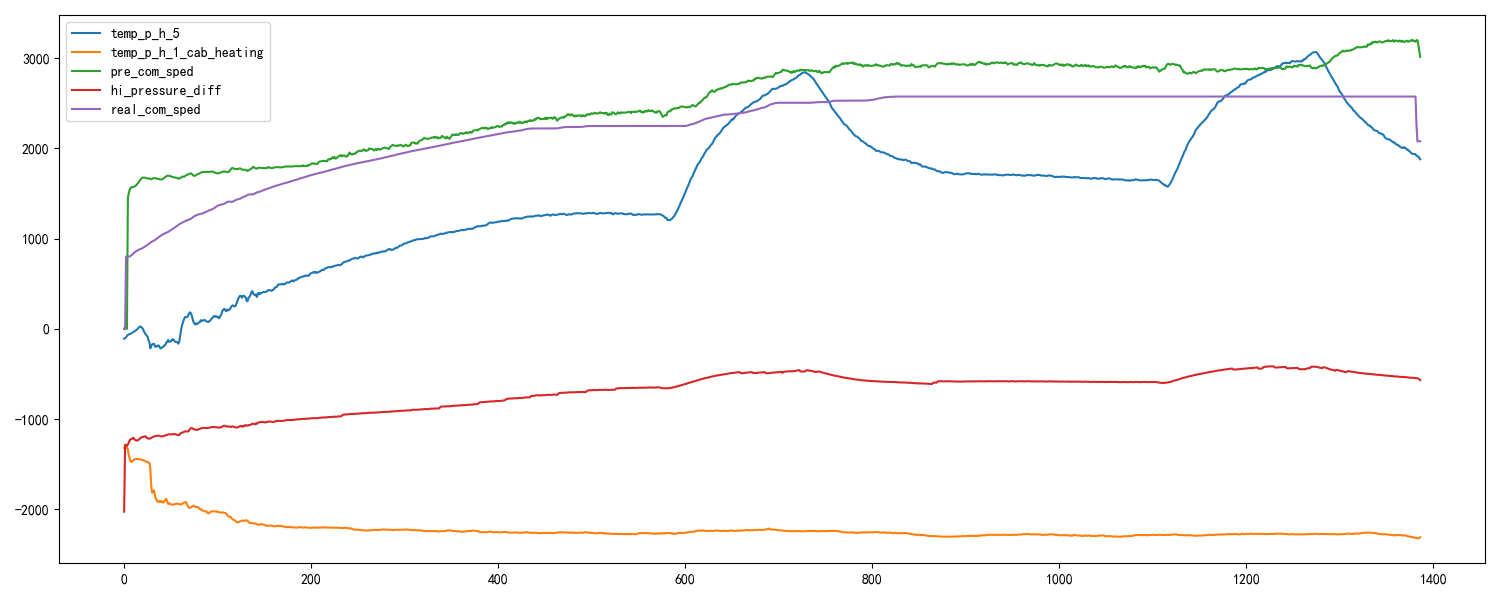 temp_p_h_5
temp_p_h_1_cab_heating
pre_com_sped
hi_pressure_diff
real_com_sped
3000
2000
1000
0
−1000
−2000
0 200 400 600 800 1000 1200 1400